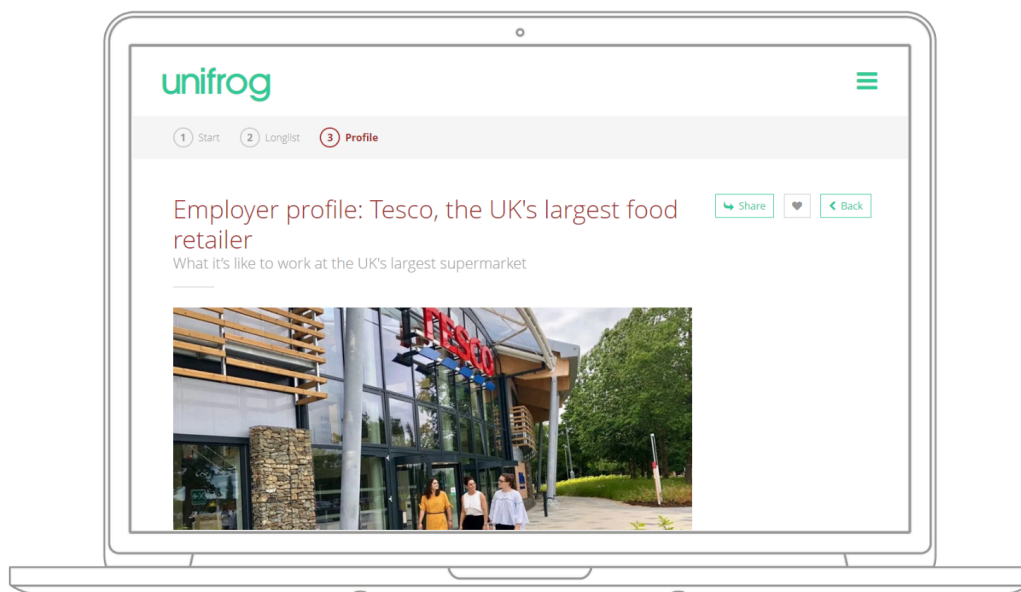 unifrog
1 Start 2 Longlist 3 Profile
Employer profile: Tesco, the UK's largest food
retailer
Share
Back
What it's like to work at the UK's largest supermarket
TESCO